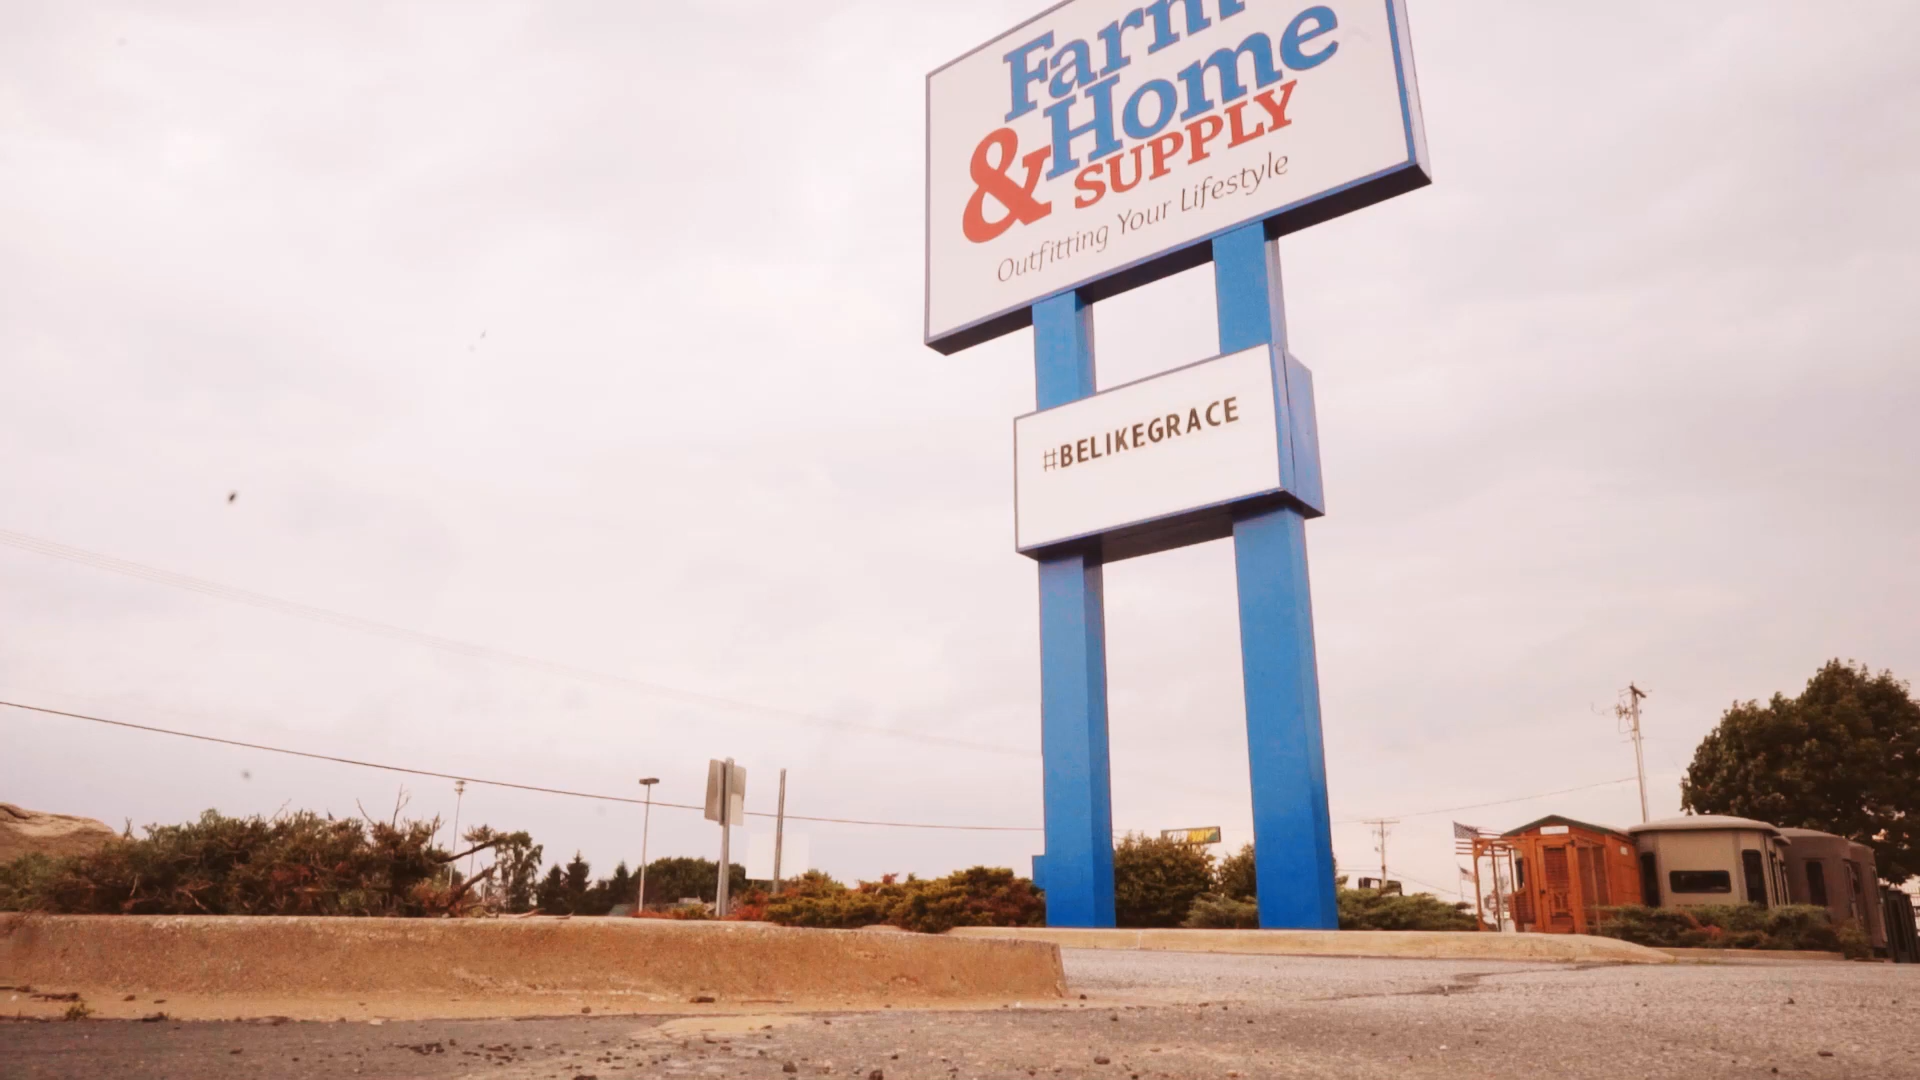 Farm
& Home
SUPPLY
Outfitting Your Lifestyle
#BELIKEGRACE